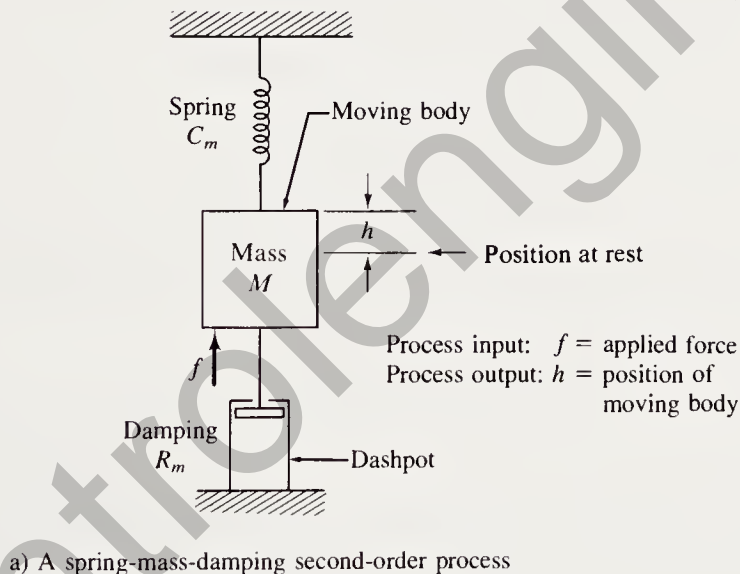 Spring
C_m
Moving body
h
Mass
M
Position at rest
f
Process input: f = applied force
Process output: h = position of
moving body
Damping
R_m
Dashpot
a) A spring-mass-damping second-order process